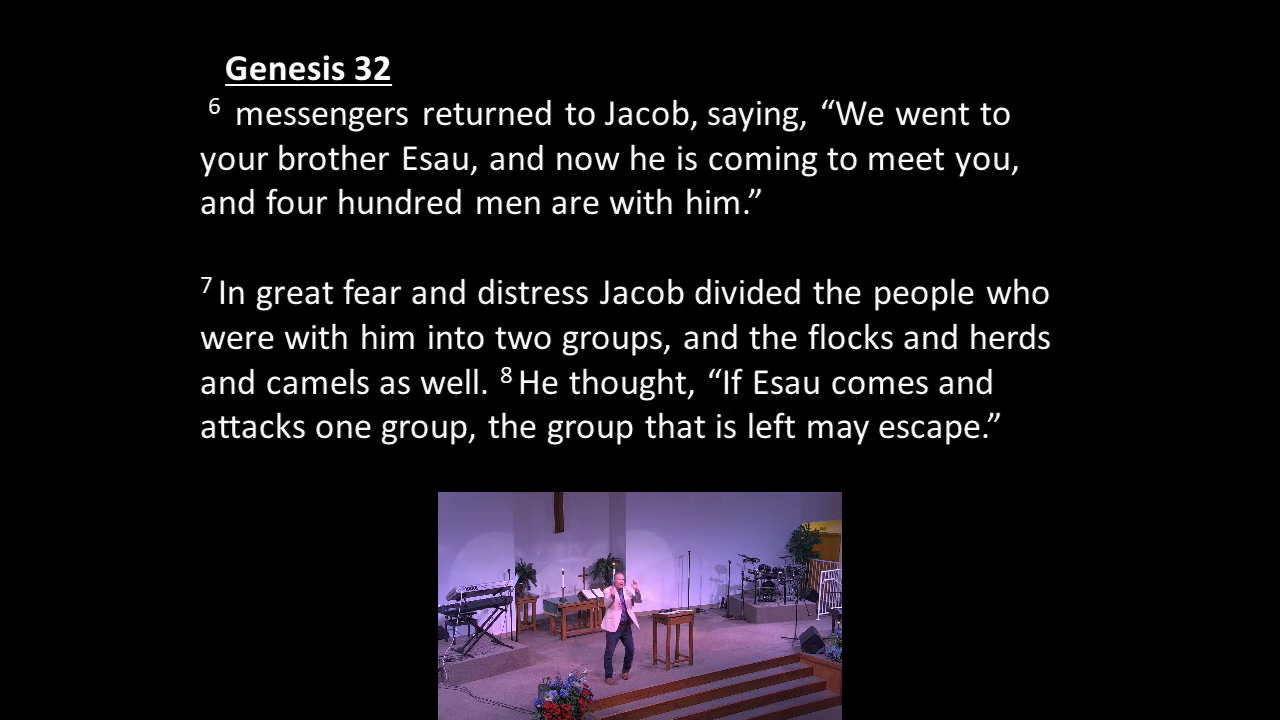 Genesis 32
6 messengers returned to Jacob, saying, “We went to
your brother Esau, and now he is coming to meet you,
and four hundred men are with him.”
7 In great fear and distress Jacob divided the people who
were with him into two groups, and the flocks and herds
and camels as well. 8 He thought, “If Esau comes and
attacks one group, the group that is left may escape.”